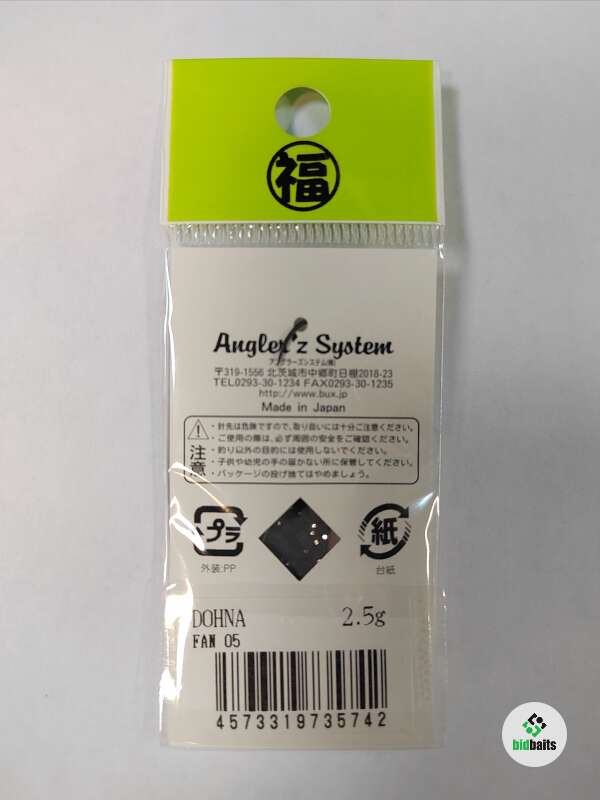 福
Angler'z System
アングラーズシステム(株)
〒319-1556 北茨城市中郷町日棚2018-23
TEL0293-30-1234 FAX0293-30-1235
http://www.bux.jp
Made in Japan
注意
・針先は危険ですので、取り扱いには十分ご注意ください。
・ご使用の際は、必ず周囲の安全をご確認ください。
・釣り以外の目的には使用しないでください。
・子供や幼児の手の届かない所に保管してください。
・パッケージの投げ捨てはやめましょう。
プラ
外装:PP
紙
台紙
DOHNA 2.5g
FAN 05
4573319735742
bidbaits